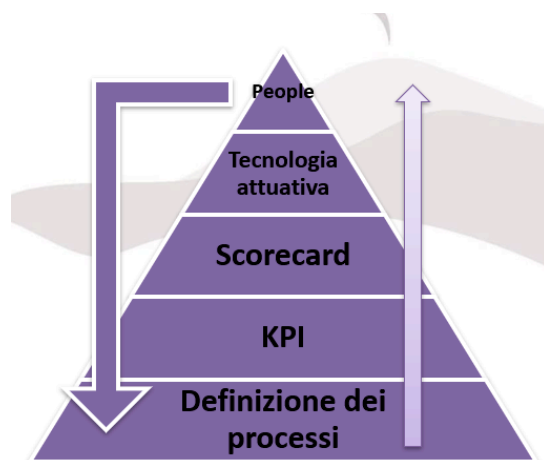 People
Tecnologia
attuativa
Scorecard
KPI
Definizione dei
processi